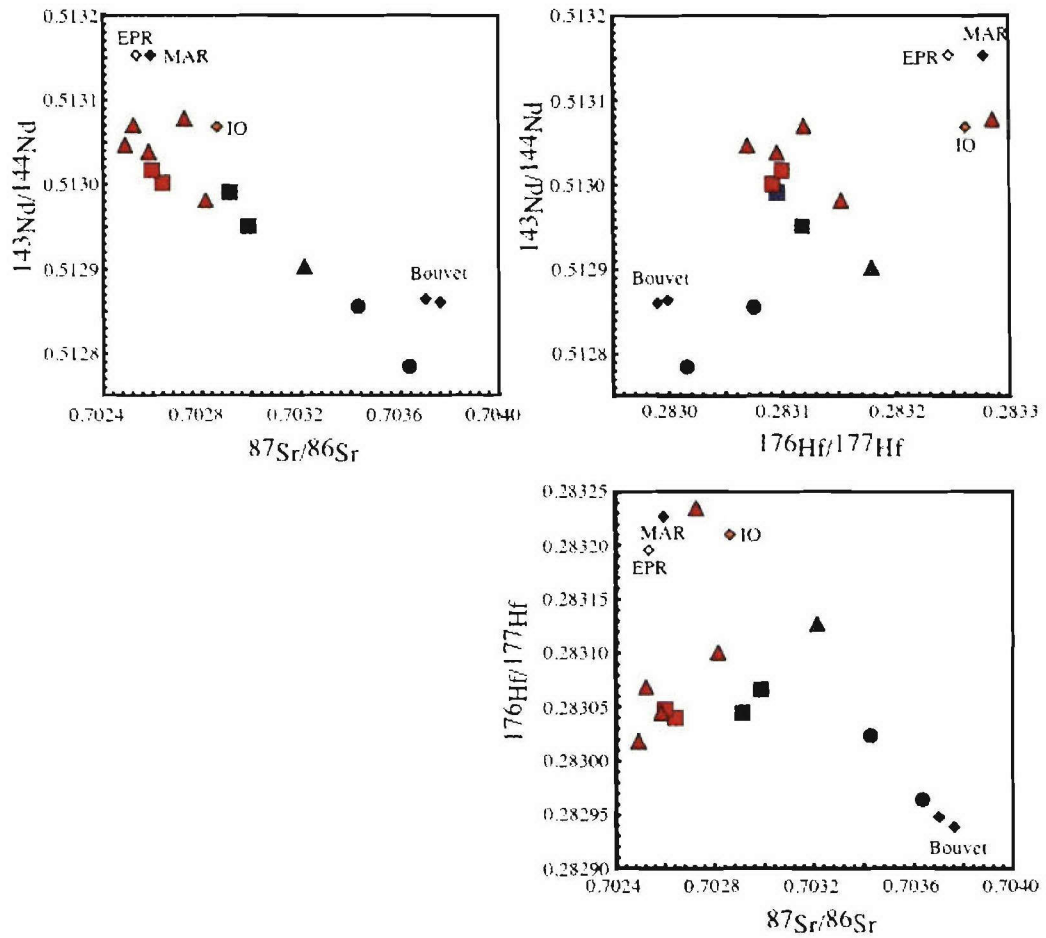 0.5132
EPR
MAR
0.5131
IO
0.5130
0.5129
Bouvet
0.5128
0.7024 0.7028 0.7032 0.7036 0.7040
143Nd/144Nd
87Sr/86Sr
0.5132
MAR
EPR
0.5131
IO
0.5130
0.5129
Bouvet
0.5128
0.2830 0.2831 0.2832 0.2833
143Nd/144Nd
176Hf/177Hf
0.28325
MAR
IO
0.28320
EPR
0.28315
0.28310
0.28305
0.28300
0.28295
Bouvet
0.28290
0.7024 0.7028 0.7032 0.7036 0.7040
176Hf/177Hf
87Sr/86Sr